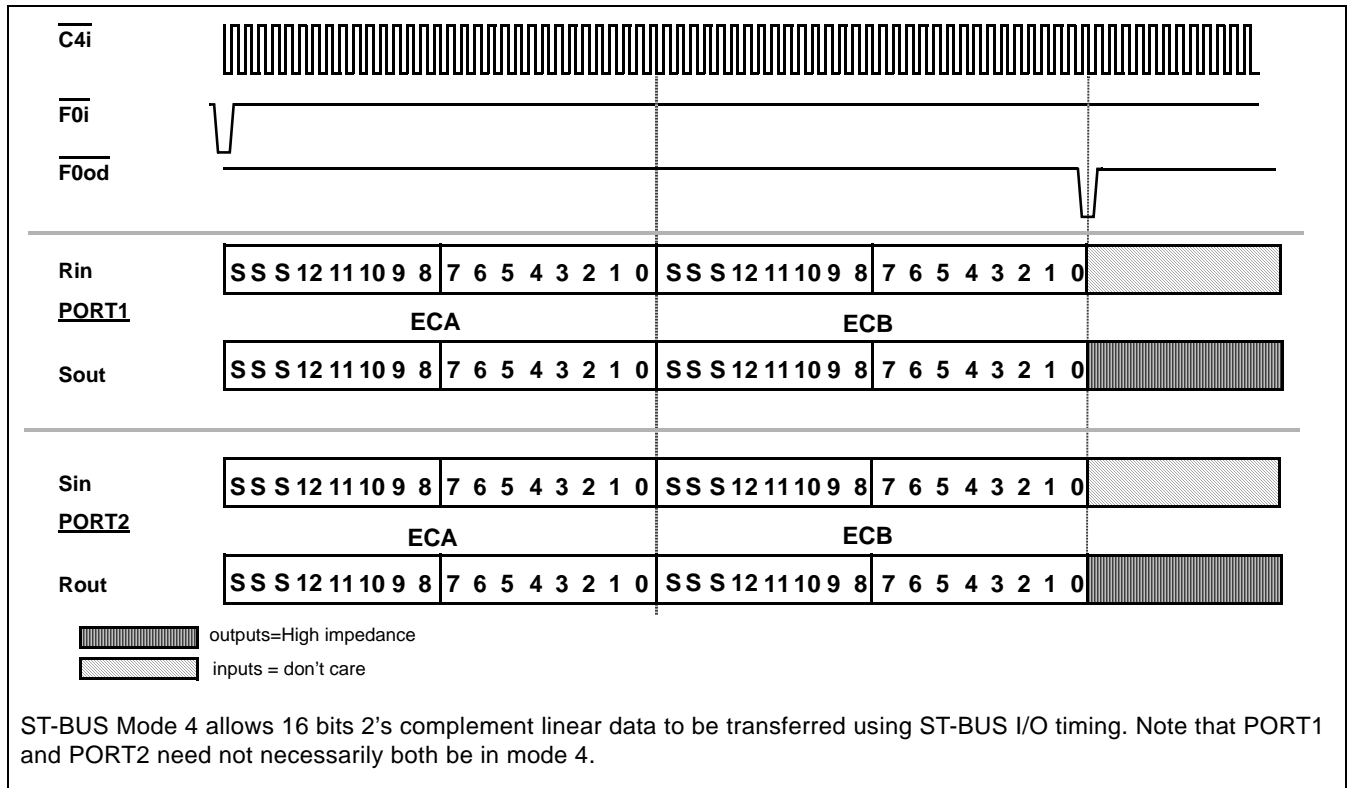 C4i
F0i
F0od
Rin
S S S 12 11 10 9 8 7 6 5 4 3 2 1 0 S S S 12 11 10 9 8 7 6 5 4 3 2 1 0
PORT1
ECA ECB
Sout
S S S 12 11 10 9 8 7 6 5 4 3 2 1 0 S S S 12 11 10 9 8 7 6 5 4 3 2 1 0
Sin
S S S 12 11 10 9 8 7 6 5 4 3 2 1 0 S S S 12 11 10 9 8 7 6 5 4 3 2 1 0
PORT2
ECA ECB
Rout
S S S 12 11 10 9 8 7 6 5 4 3 2 1 0 S S S 12 11 10 9 8 7 6 5 4 3 2 1 0
outputs=High impedance
inputs = don't care
ST-BUS Mode 4 allows 16 bits 2's complement linear data to be transferred using ST-BUS I/O timing. Note that PORT1
and PORT2 need not necessarily both be in mode 4.